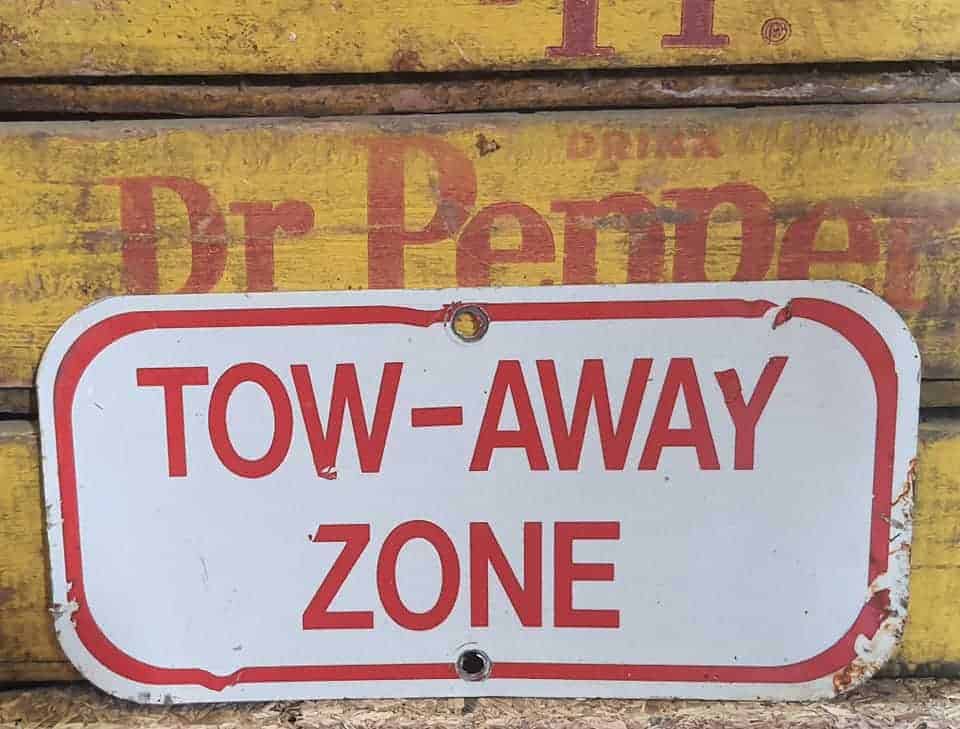 DRINK
Dr Pepper
TOW-AWAY
ZONE